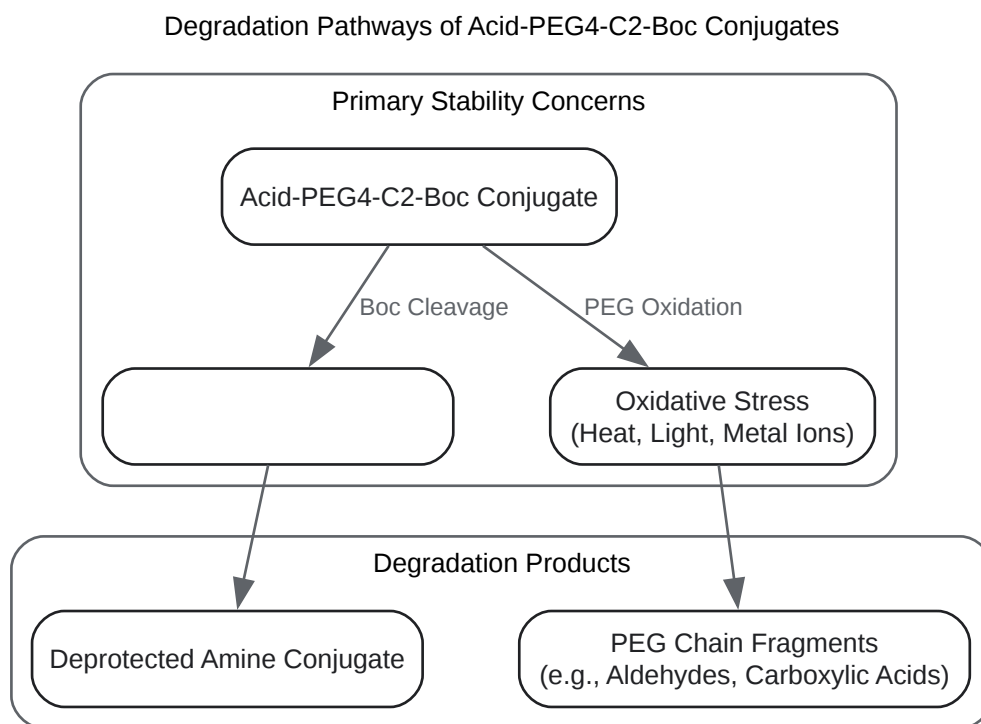 Degradation Pathways of Acid-PEG4-C2-Boc Conjugates
Primary Stability Concerns
Acid-PEG4-C2-Boc Conjugate
Boc Cleavage
PEG Oxidation
Oxidative Stress
(Heat, Light, Metal Ions)
Degradation Products
Deprotected Amine Conjugate
PEG Chain Fragments
(e.g., Aldehydes, Carboxylic Acids)